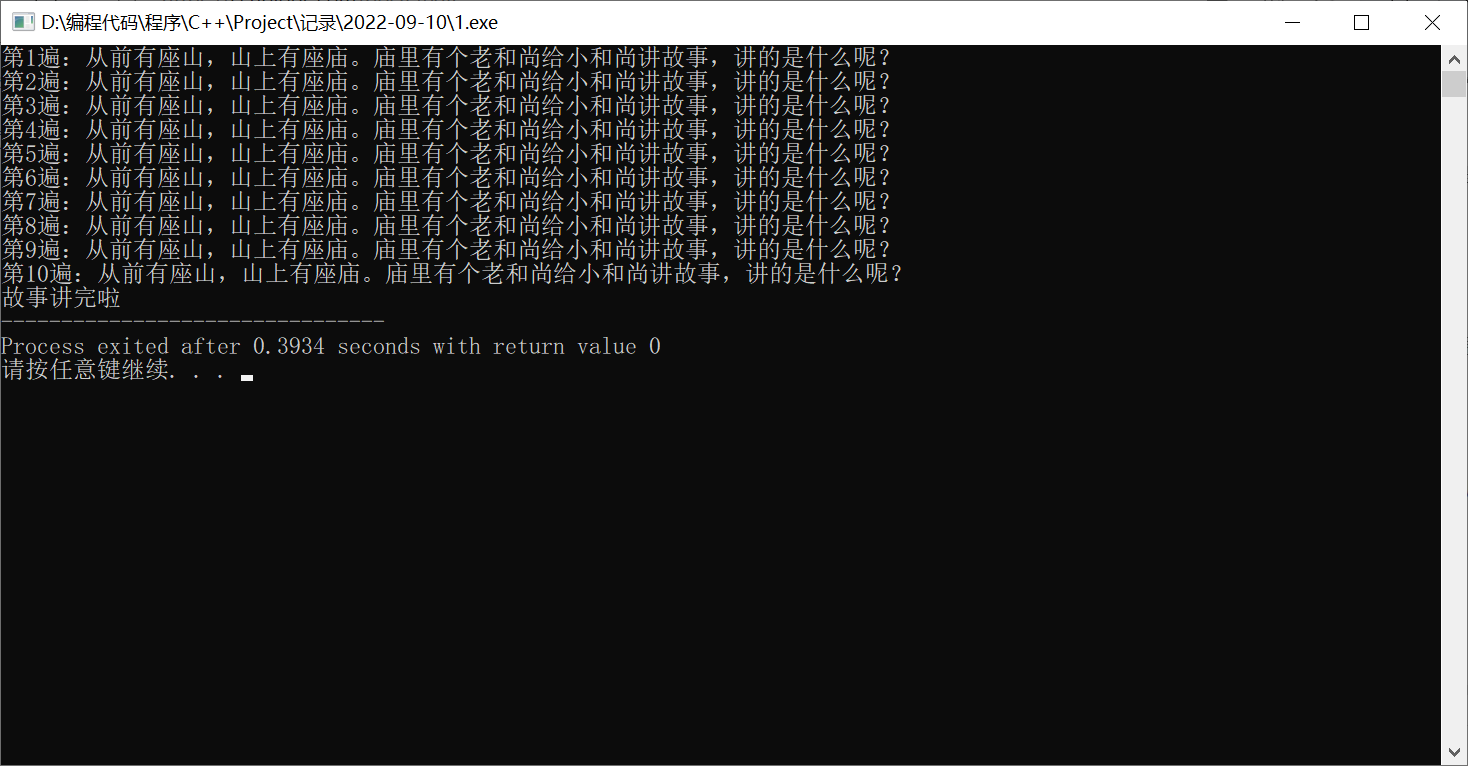 D:\编程代码\程序\C++\Project\记录\2022-09-10\1.exe
第1遍：从前有座山，山上有座庙。庙里有个老和尚给小和尚讲故事，讲的是什么呢？
第2遍：从前有座山，山上有座庙。庙里有个老和尚给小和尚讲故事，讲的是什么呢？
第3遍：从前有座山，山上有座庙。庙里有个老和尚给小和尚讲故事，讲的是什么呢？
第4遍：从前有座山，山上有座庙。庙里有个老和尚给小和尚讲故事，讲的是什么呢？
第5遍：从前有座山，山上有座庙。庙里有个老和尚给小和尚讲故事，讲的是什么呢？
第6遍：从前有座山，山上有座庙。庙里有个老和尚给小和尚讲故事，讲的是什么呢？
第7遍：从前有座山，山上有座庙。庙里有个老和尚给小和尚讲故事，讲的是什么呢？
第8遍：从前有座山，山上有座庙。庙里有个老和尚给小和尚讲故事，讲的是什么呢？
第9遍：从前有座山，山上有座庙。庙里有个老和尚给小和尚讲故事，讲的是什么呢？
第10遍：从前有座山，山上有座庙。庙里有个老和尚给小和尚讲故事，讲的是什么呢？
故事讲完啦
--------------------------------
Process exited after 0.3934 seconds with return value 0
请按任意键继续. . .